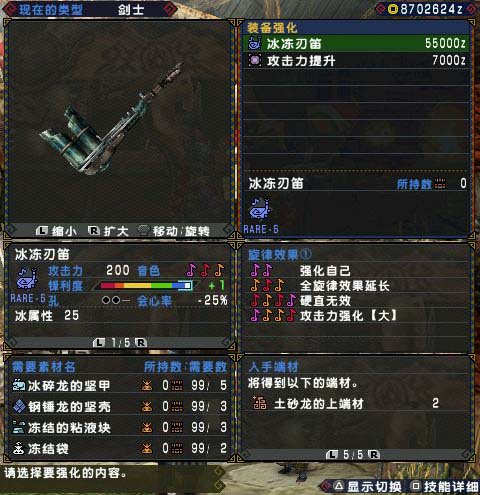 现在的类型 剑士
8702624z
装备强化
冰冻刃笛 55000z
攻击力提升 7000z
冰冻刃笛 所持数 0
RARE-6
L 缩小 R 扩大 移动/旋转
冰冻刃笛
攻击力 200 音色
锋利度 +1
RARE-6 孔 ●●— 会心率 -25%
冰属性 25
L 1/5 R
旋律效果①
强化自己
全旋律效果延长
硬直无效
攻击力强化【大】
需要素材名 所持数/需要数
冰碎龙的坚甲 0 99/ 5
钢锤龙的坚壳 0 99/ 3
冻结的粘液块 0 99/ 3
冻结袋 0 99/ 2
入手端材
将得到以下的端材。
土砂龙的上端材 2
L 5/5 R
请选择要强化的内容。
显示切换 技能详细